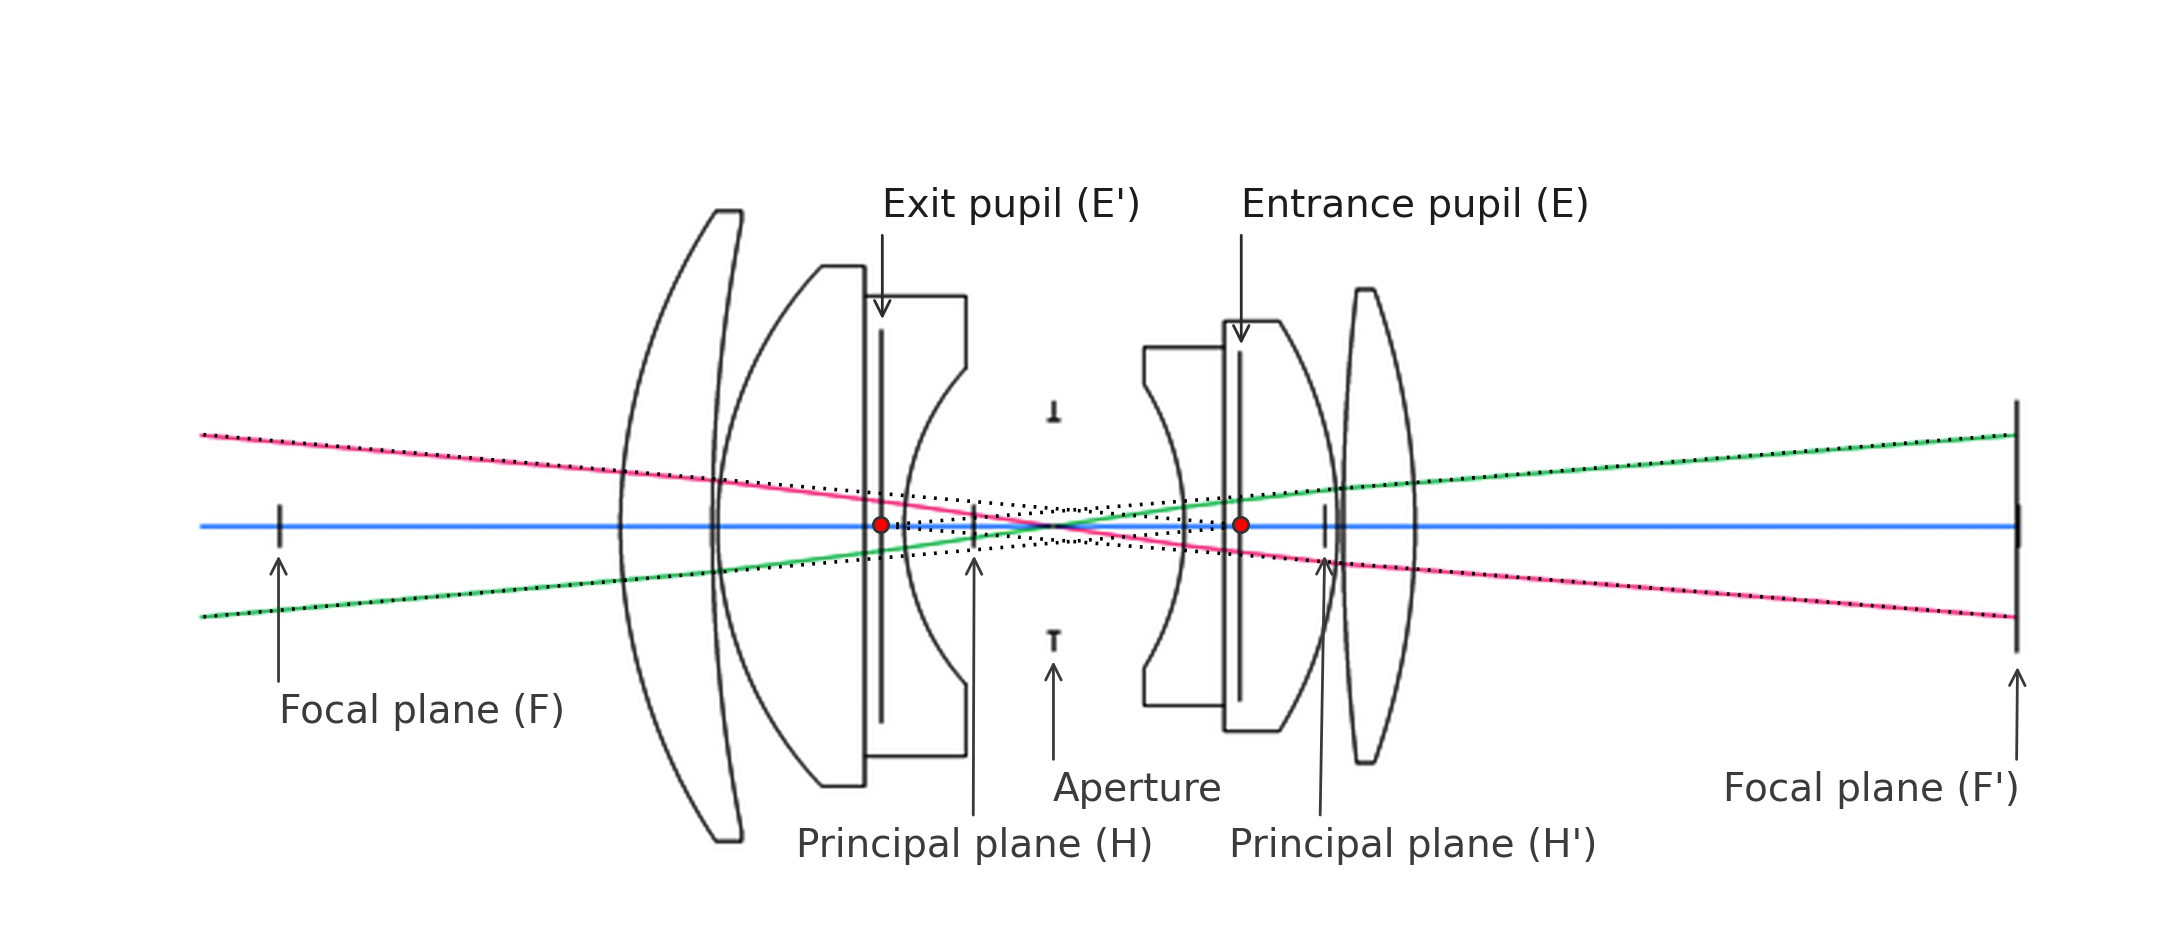 Exit pupil (E')
Entrance pupil (E)
Focal plane (F)
Aperture
Focal plane (F')
Principal plane (H)
Principal plane (H')